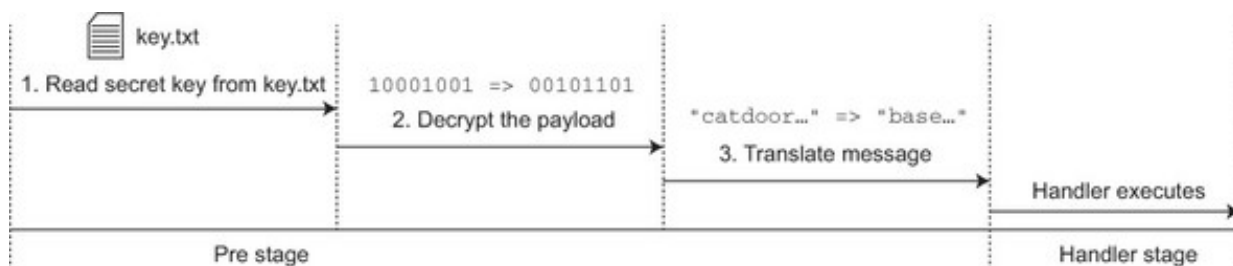 key.txt
1. Read secret key from key.txt
10001001 => 00101101
2. Decrypt the payload
"catdoor…" => "base…"
3. Translate message
Handler executes
Pre stage
Handler stage